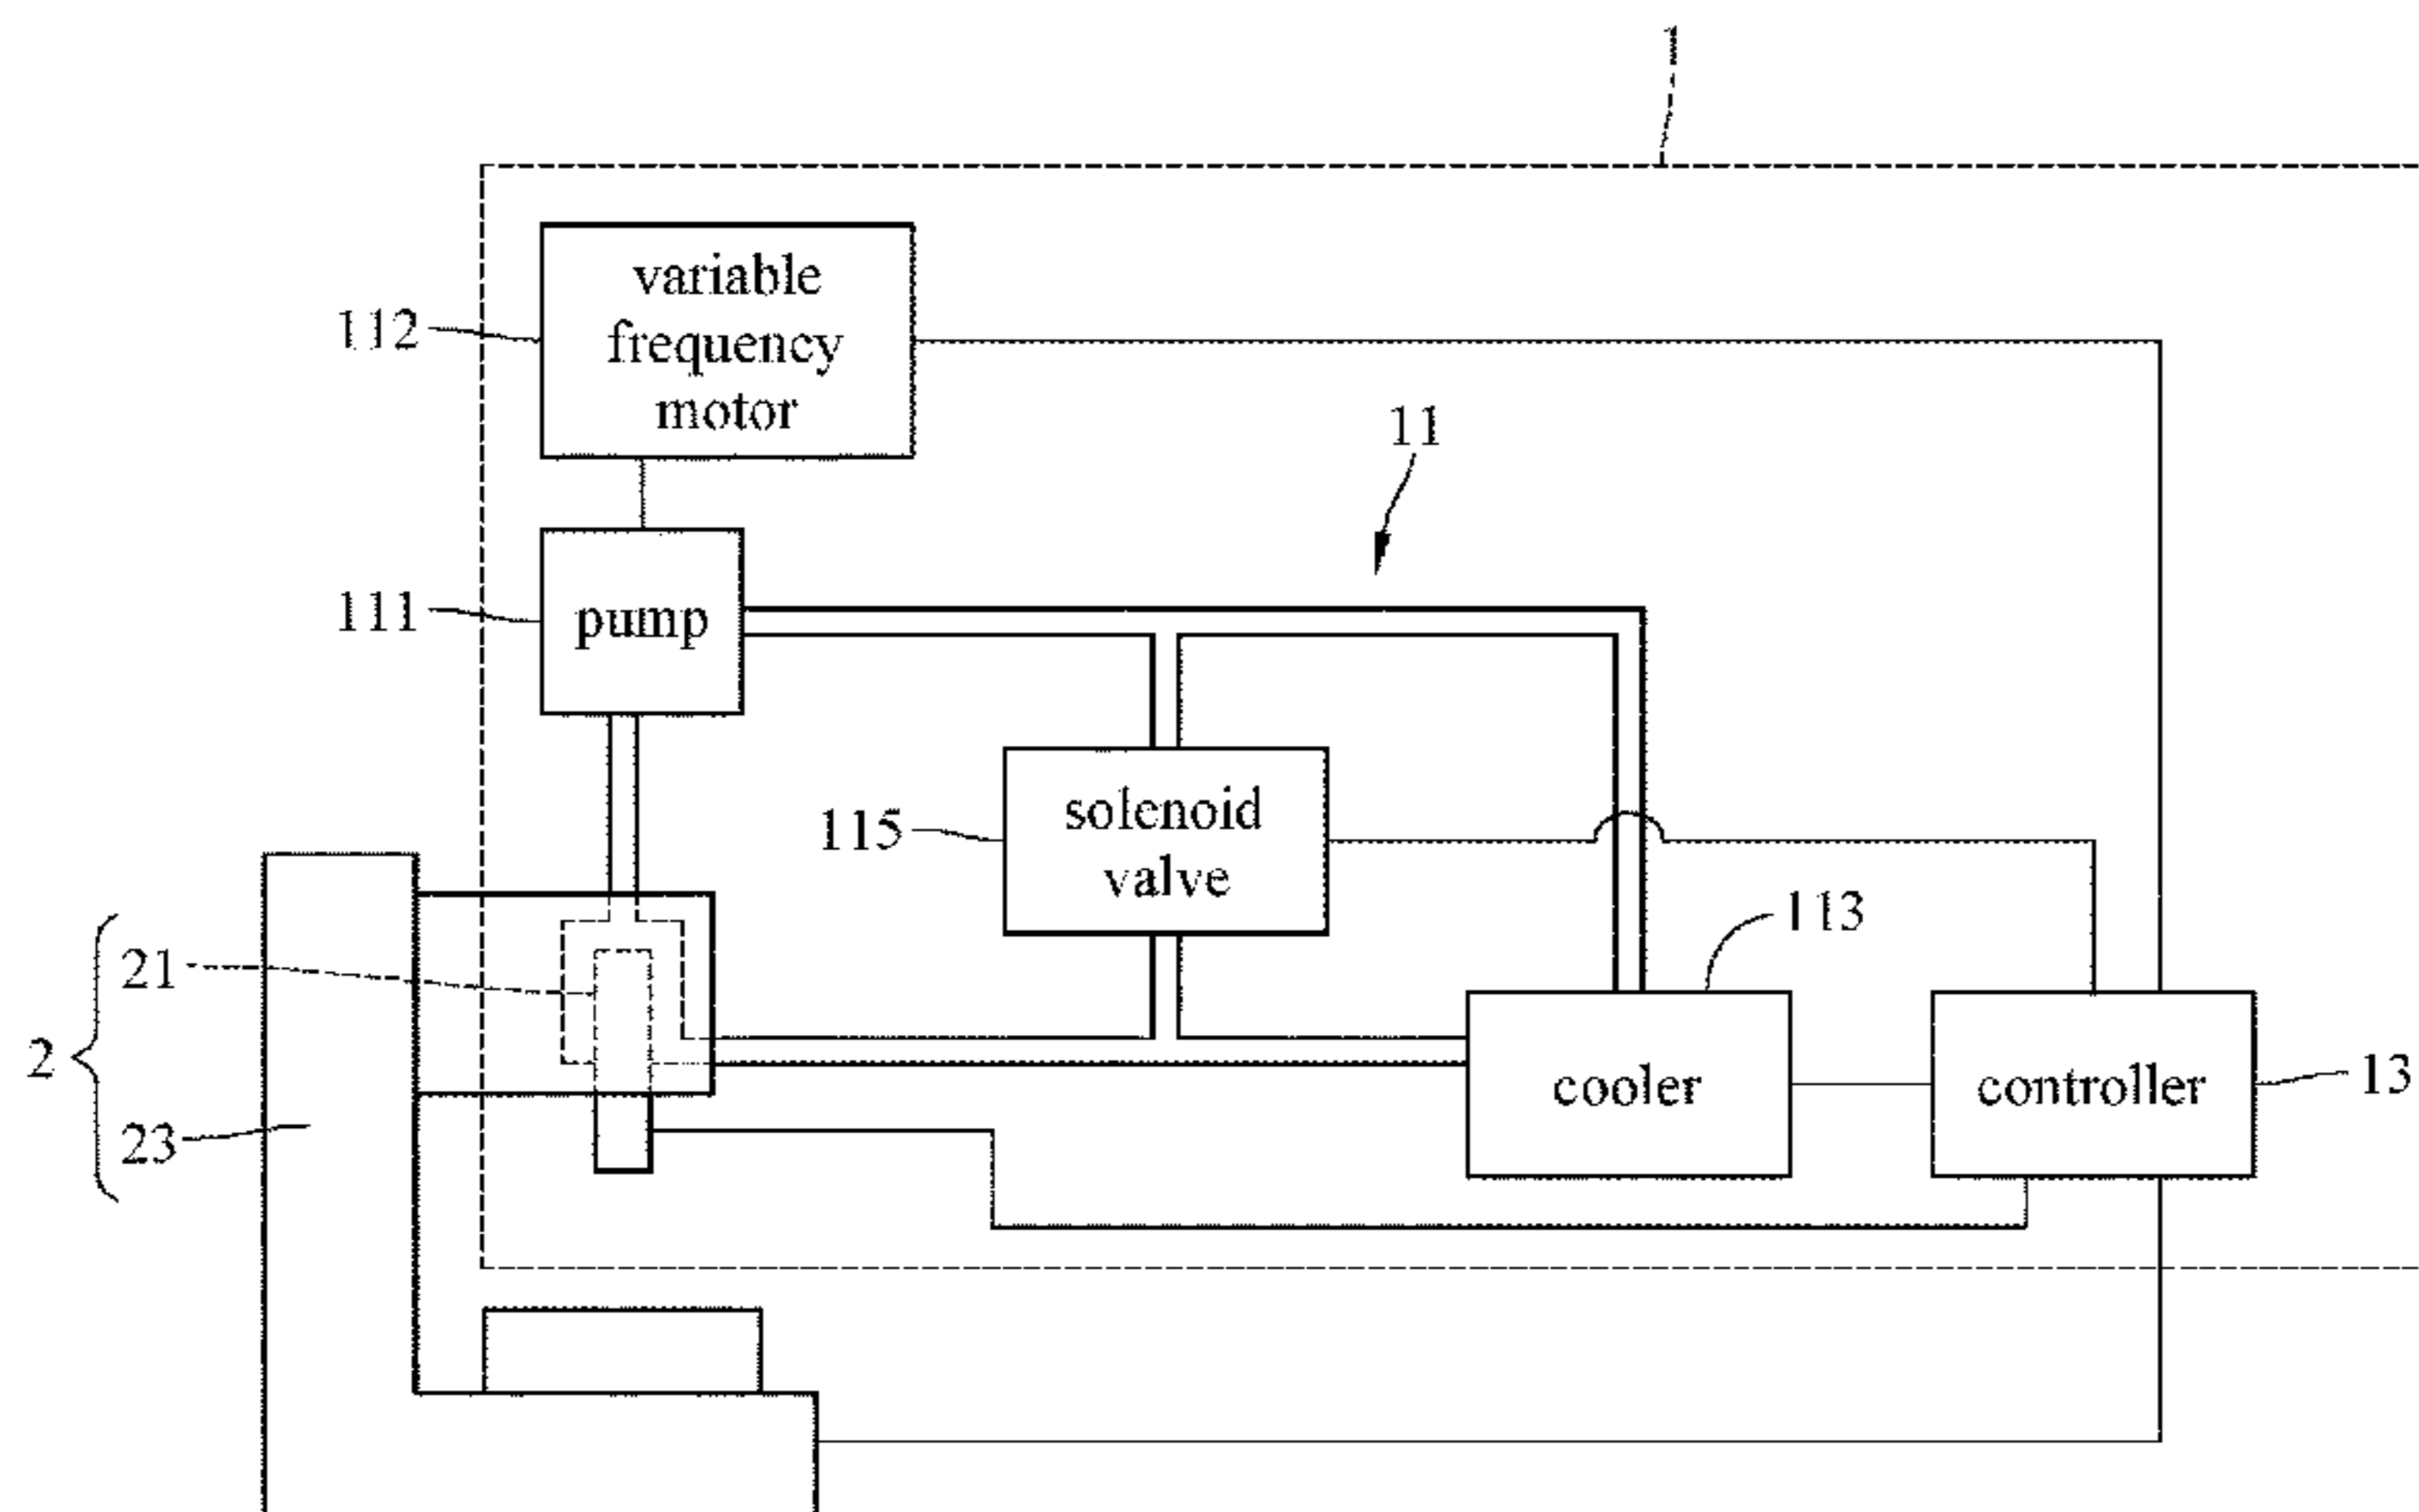 1
variable
frequency
motor
112
11
111
pump
solenoid
valve
115
113
21
2
23
cooler
controller
13